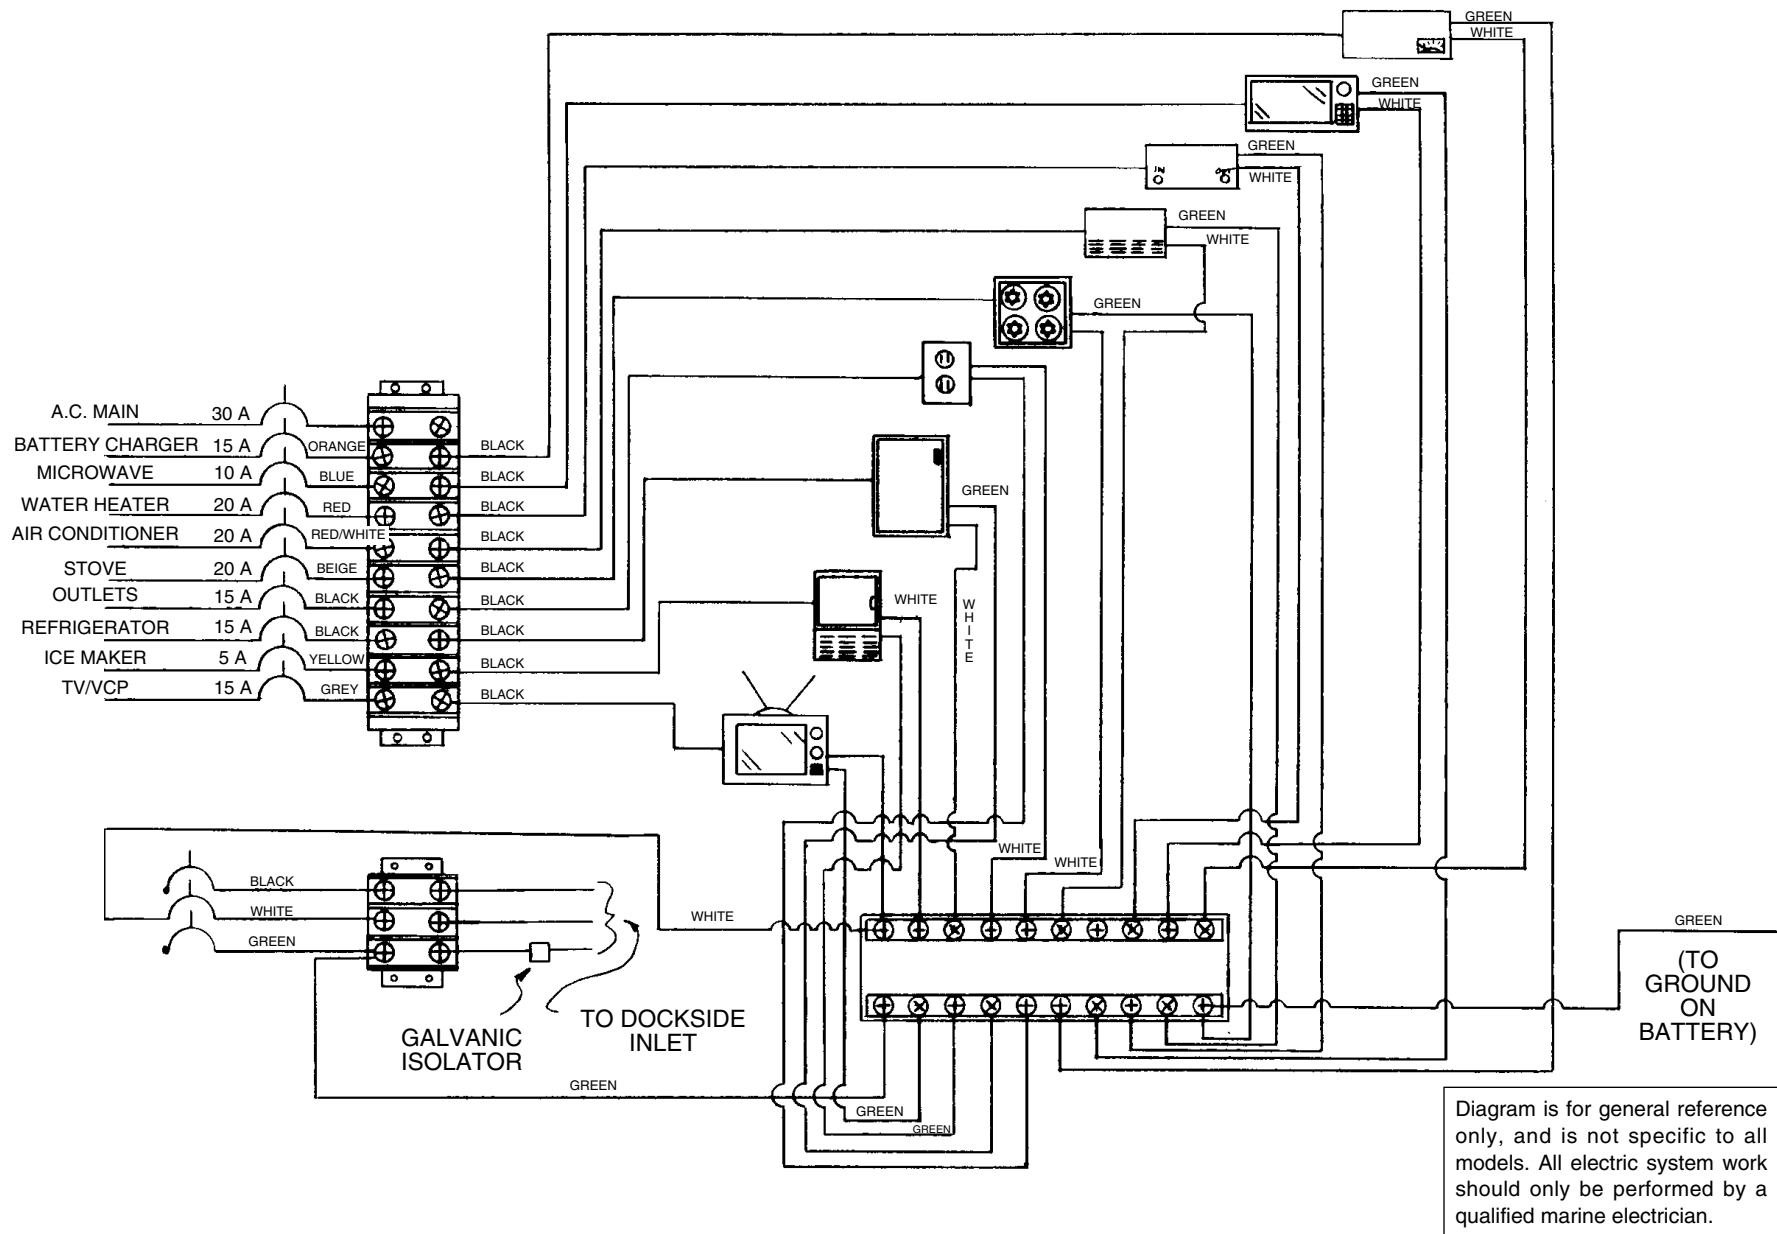 GREEN
WHITE
GREEN
WHITE
GREEN
WHITE
GREEN
WHITE
GREEN
A.C. MAIN 30 A
BATTERY CHARGER 15 A ORANGE BLACK
MICROWAVE 10 A BLUE BLACK
WATER HEATER 20 A RED BLACK
AIR CONDITIONER 20 A RED/WHITE BLACK
STOVE 20 A BEIGE BLACK
OUTLETS 15 A BLACK BLACK
REFRIGERATOR 15 A BLACK BLACK
ICE MAKER 5 A YELLOW BLACK
TV/VCP 15 A GREY BLACK
IN
OUT
GREEN
WHITE
WHITE
WHITE
WHITE
BLACK
WHITE
GREEN
WHITE
GALVANIC
ISOLATOR
TO DOCKSIDE
INLET
GREEN
GREEN
GREEN
GREEN
(TO
GROUND
ON
BATTERY)
Diagram is for general reference
only, and is not specific to all
models. All electric system work
should only be performed by a
qualified marine electrician.